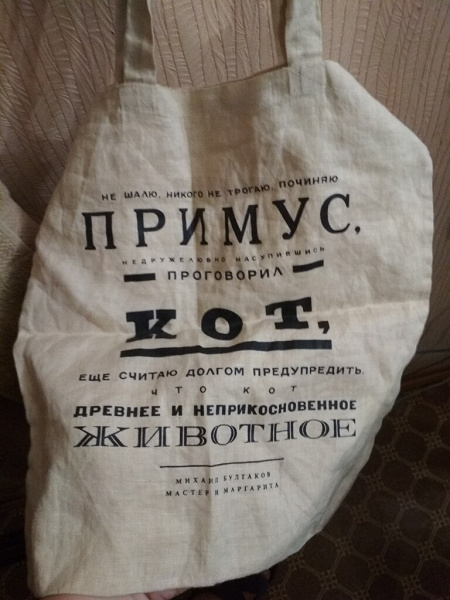 НЕ ШАЛЮ, НИКОГО НЕ ТРОГАЮ, ПОЧИНЯЮ
ПРИМУС,
НЕДРУЖЕЛЮБНО НАСУПИВШИСЬ
ПРОГОВОРИЛ
КОТ,
ЕЩЕ СЧИТАЮ ДОЛГОМ ПРЕДУПРЕДИТЬ,
ЧТО КОТ
ДРЕВНЕЕ И НЕПРИКОСНОВЕННОЕ
ЖИВОТНОЕ
МИХАИЛ БУЛГАКОВ
МАСТЕР И МАРГАРИТА